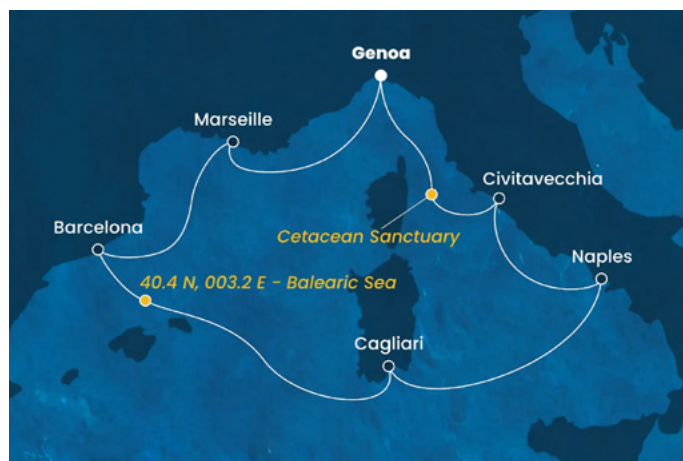 Genoa
Marseille
Civitavecchia
Barcelona
Cetacean Sanctuary
Naples
40.4 N, 003.2 E - Balearic Sea
Cagliari